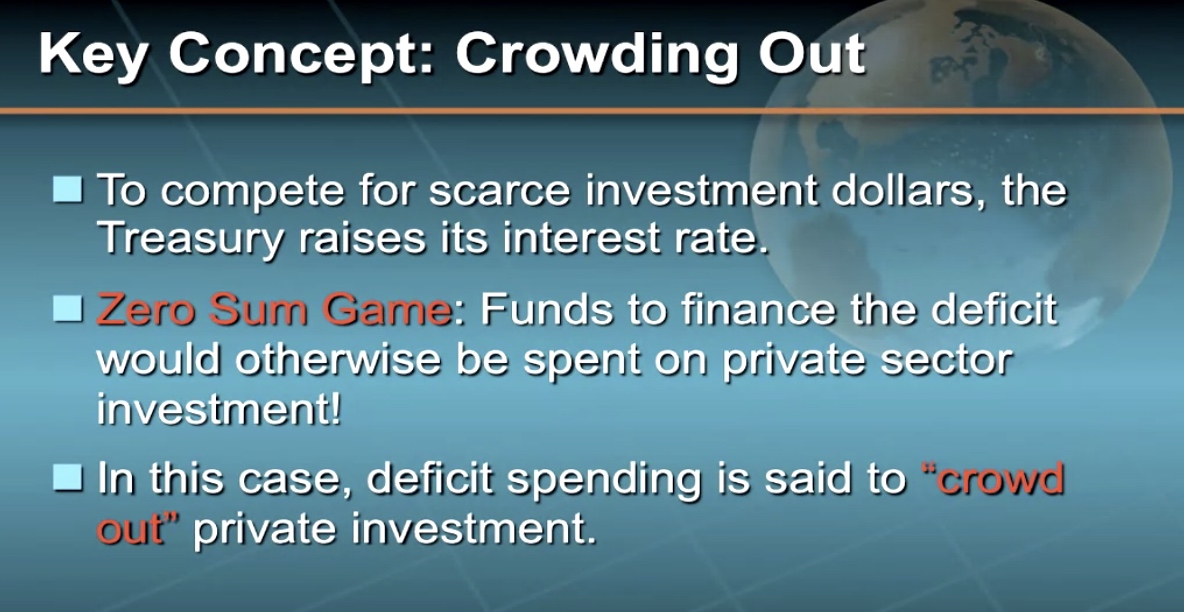 Key Concept: Crowding Out
To compete for scarce investment dollars, the
Treasury raises its interest rate.
Zero Sum Game: Funds to finance the deficit
would otherwise be spent on private sector
investment!
In this case, deficit spending is said to “crowd
out” private investment.